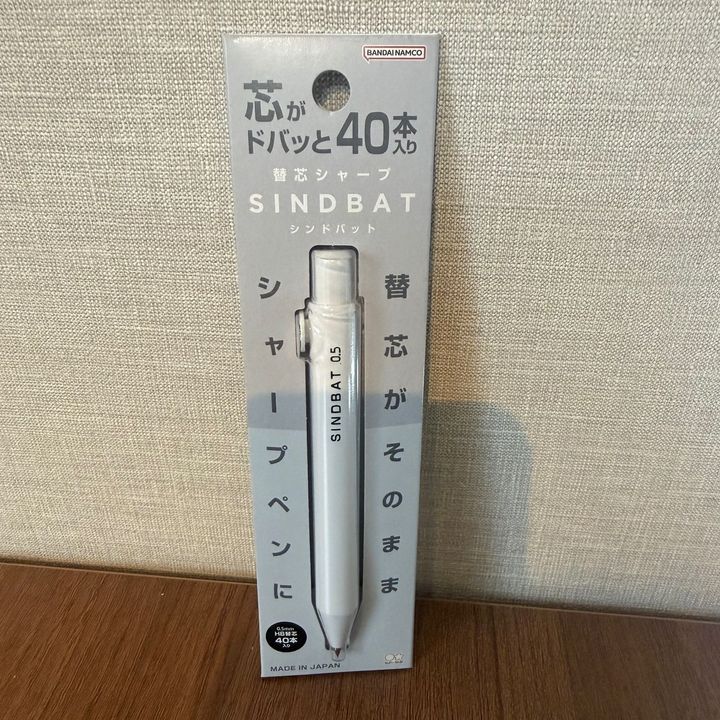 BANDAI NAMCO
芯が
ドバッと40本入り
替芯シャープ
SINDBAT
シンドバット
替芯がそのまま
シャープペンに
SINDBAT 0.5
0.5mm
HB替芯
40本
入り
MADE IN JAPAN